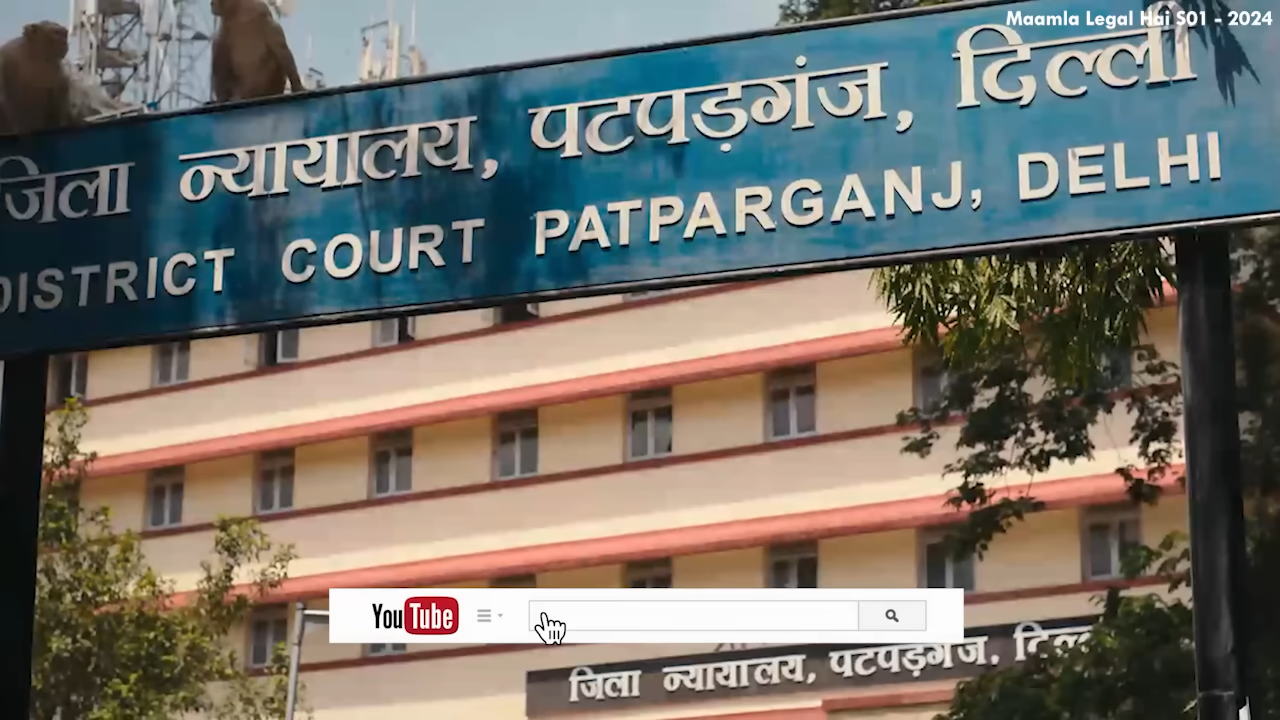 Maamla Legal Hai S01 - 2024
जिला न्यायालय, पटपड़गंज, दिल्ली
DISTRICT COURT PATPARGANJ, DELHI
YouTube
जिला न्यायालय, पटपड़गंज,